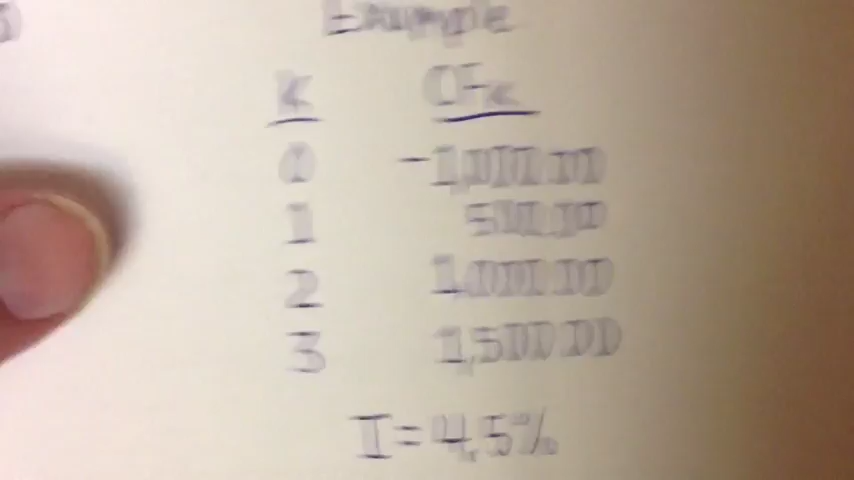 Example
K CFK
0 -1,000.00
1 500.00
2 1,000.00
3 1,500.00
I=4.5%